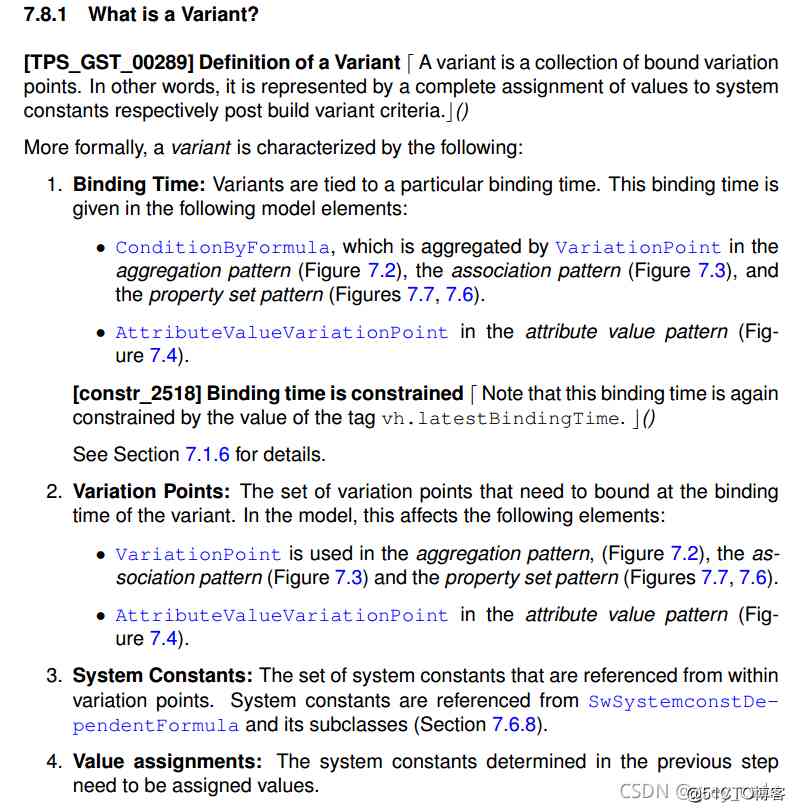 7.8.1 What is a Variant?
[TPS_GST_00289] Definition of a Variant ⌈ A variant is a collection of bound variation
points. In other words, it is represented by a complete assignment of values to system
constants respectively post build variant criteria.⌋()
More formally, a variant is characterized by the following:
1. Binding Time: Variants are tied to a particular binding time. This binding time is
given in the following model elements:
• ConditionByFormula, which is aggregated by VariationPoint in the
aggregation pattern (Figure 7.2), the association pattern (Figure 7.3), and
the property set pattern (Figures 7.7, 7.6).
• AttributeValueVariationPoint in the attribute value pattern (Fig-
ure 7.4).
[constr_2518] Binding time is constrained ⌈ Note that this binding time is again
constrained by the value of the tag vh.latestBindingTime. ⌋()
See Section 7.1.6 for details.
2. Variation Points: The set of variation points that need to bound at the binding
time of the variant. In the model, this affects the following elements:
• VariationPoint is used in the aggregation pattern, (Figure 7.2), the as-
sociation pattern (Figure 7.3) and the property set pattern (Figures 7.7, 7.6).
• AttributeValueVariationPoint in the attribute value pattern (Fig-
ure 7.4).
3. System Constants: The set of system constants that are referenced from within
variation points. System constants are referenced from SwSystemconstDe-
pendentFormula and its subclasses (Section 7.6.8).
4. Value assignments: The system constants determined in the previous step
need to be assigned values.
CSDN @51CTO博客